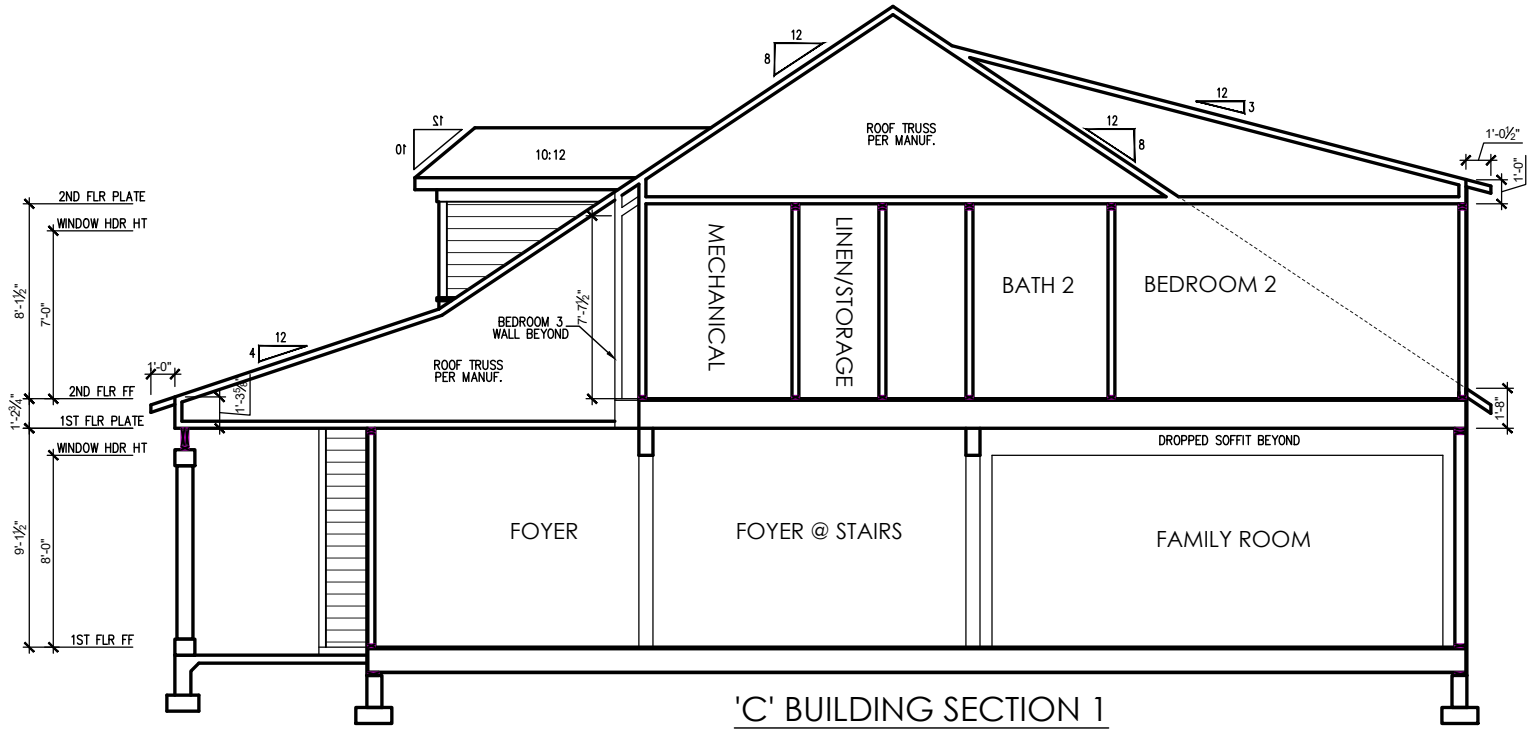 12
8
12
3
12
10
10:12
ROOF TRUSS
PER MANUF.
12
8
1'-0½"
1'-0"
2ND FLR PLATE
WINDOW HDR HT
8'-1½"
7'-0"
MECHANICAL
LINEN/STORAGE
BATH 2
BEDROOM 2
7'-7½"
BEDROOM 3
WALL BEYOND
12
4
ROOF TRUSS
PER MANUF.
1'-0"
1'-3⅝"
2ND FLR FF
1'-2¾"
1ST FLR PLATE
1'-8"
WINDOW HDR HT
DROPPED SOFFIT BEYOND
9'-1½"
8'-0"
FOYER
FOYER @ STAIRS
FAMILY ROOM
1ST FLR FF
'C' BUILDING SECTION 1